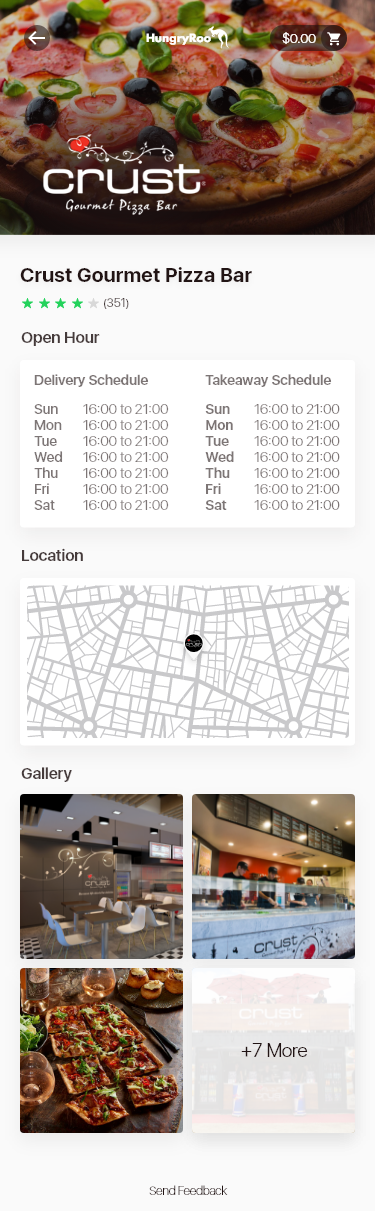 HungryRoo
$0.00
crust
Gourmet Pizza Bar
Crust Gourmet Pizza Bar
(351)
Open Hour
Delivery Schedule
Sun 16:00 to 21:00
Mon 16:00 to 21:00
Tue 16:00 to 21:00
Wed 16:00 to 21:00
Thu 16:00 to 21:00
Fri 16:00 to 21:00
Sat 16:00 to 21:00
Takeaway Schedule
Sun 16:00 to 21:00
Mon 16:00 to 21:00
Tue 16:00 to 21:00
Wed 16:00 to 21:00
Thu 16:00 to 21:00
Fri 16:00 to 21:00
Sat 16:00 to 21:00
Location
crust
Gallery
crust
crust
crust
+7 More
Send Feedback